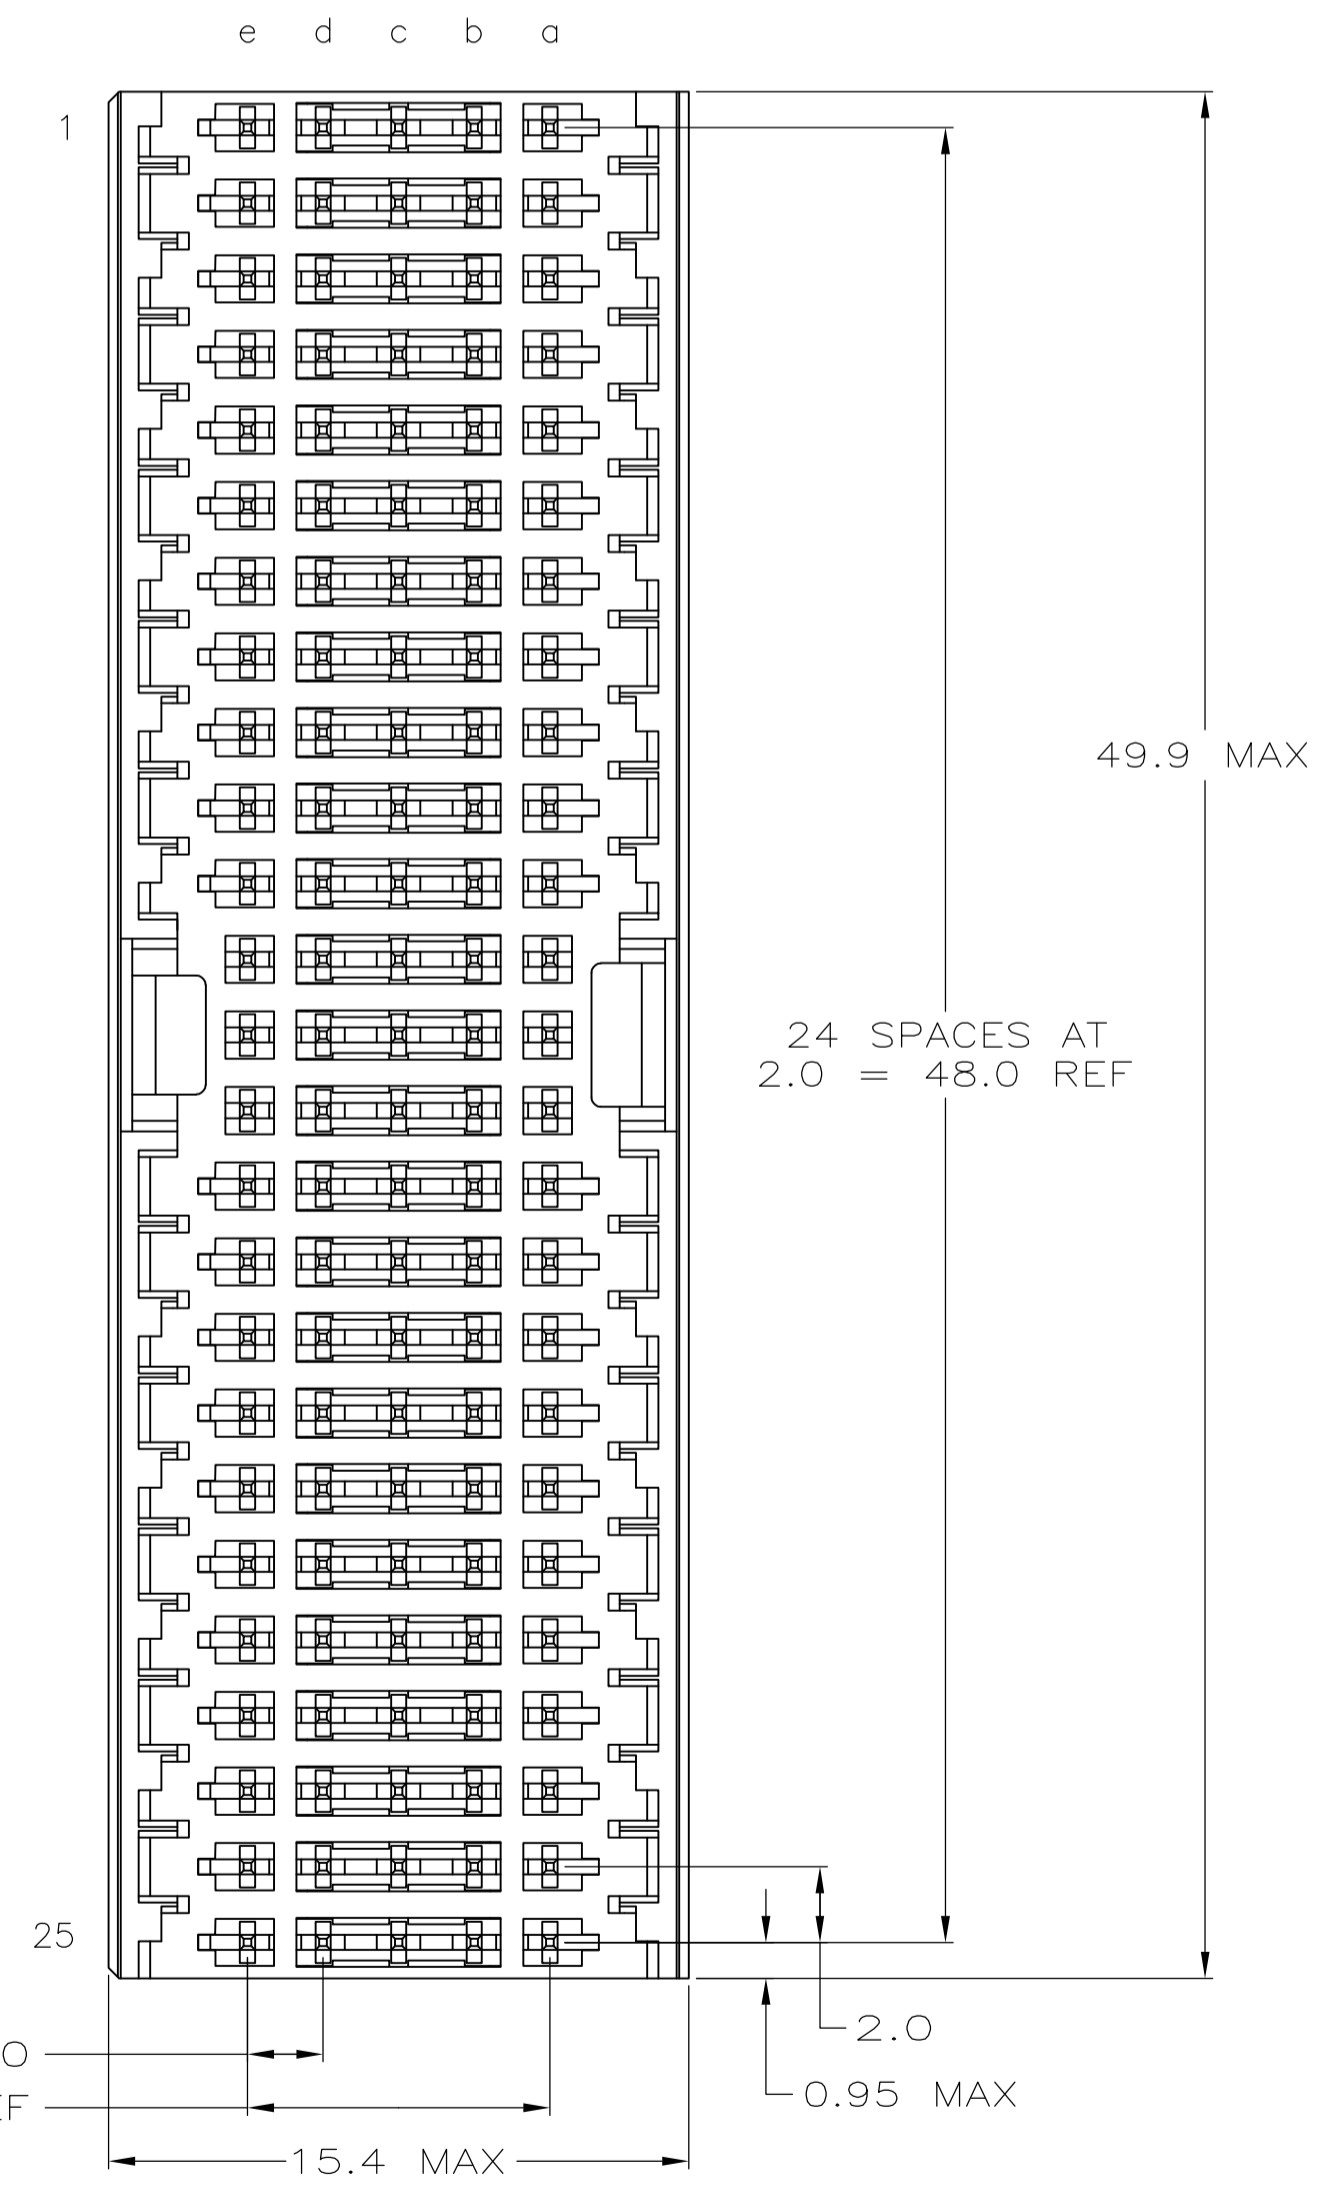 e d c b a
1
49.9 MAX
24 SPACES AT
2.0 = 48.0 REF
25
2.0
0.95 MAX
15.4 MAX